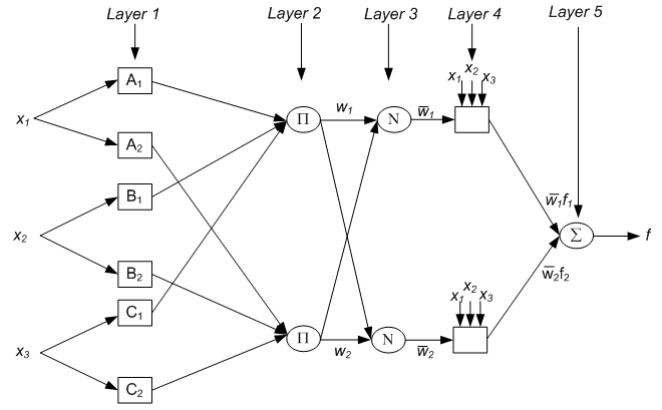 Layer 1
Layer 2
Layer 3
Layer 4
Layer 5
x₁
x₂
x₃
A₁
A₂
B₁
B₂
C₁
C₂
Π
Π
w₁
w₂
N
N
w̅₁
w̅₂
x₁ x₂ x₃
x₁ x₂ x₃
w̅₁f₁
w̅₂f₂
Σ
f